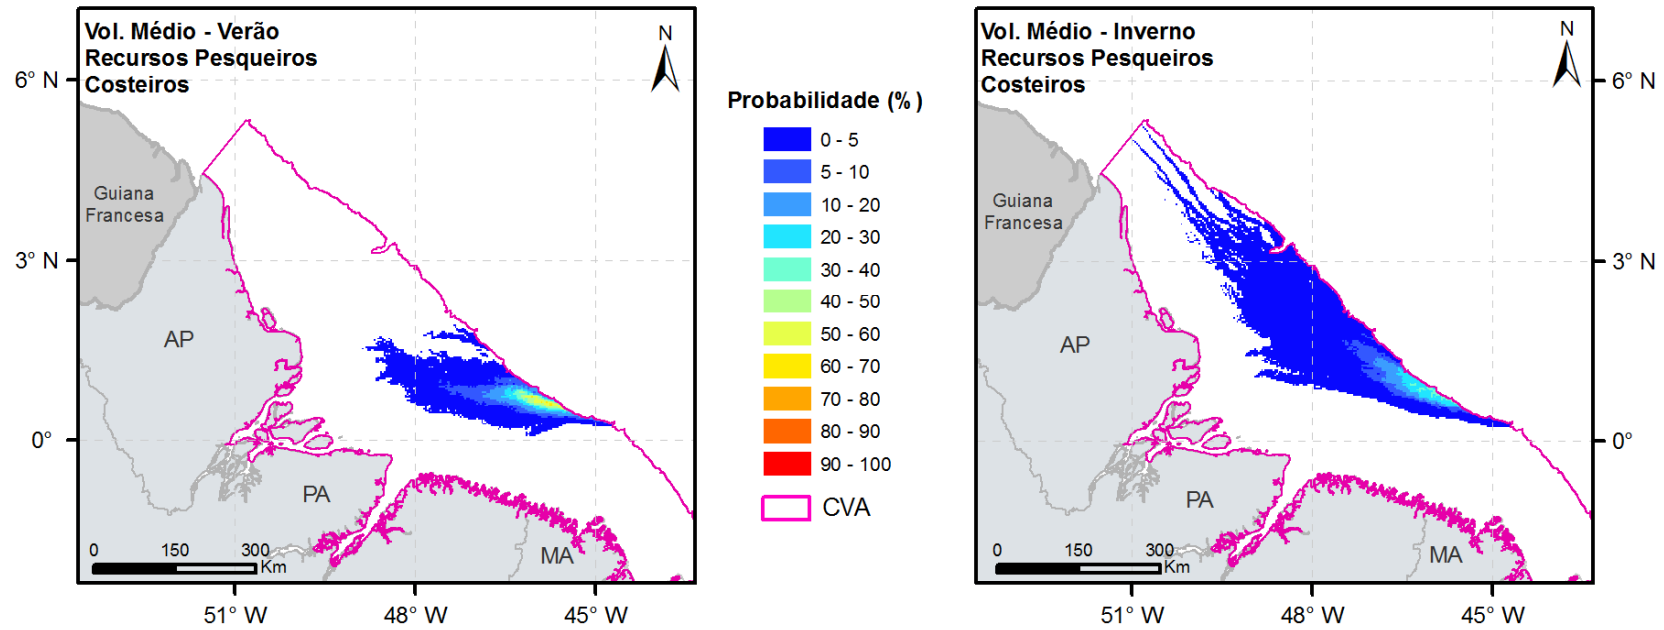 Vol. Médio - Verão
Recursos Pesqueiros
Costeiros
N
6° N
3° N
0°
Guiana
Francesa
AP
PA
MA
0 150 300
Km
51° W 48° W 45° W
Probabilidade (%)
0 - 5
5 - 10
10 - 20
20 - 30
30 - 40
40 - 50
50 - 60
60 - 70
70 - 80
80 - 90
90 - 100
CVA
Vol. Médio - Inverno
Recursos Pesqueiros
Costeiros
N
6° N
3° N
0°
Guiana
Francesa
AP
PA
MA
0 150 300
Km
51° W 48° W 45° W